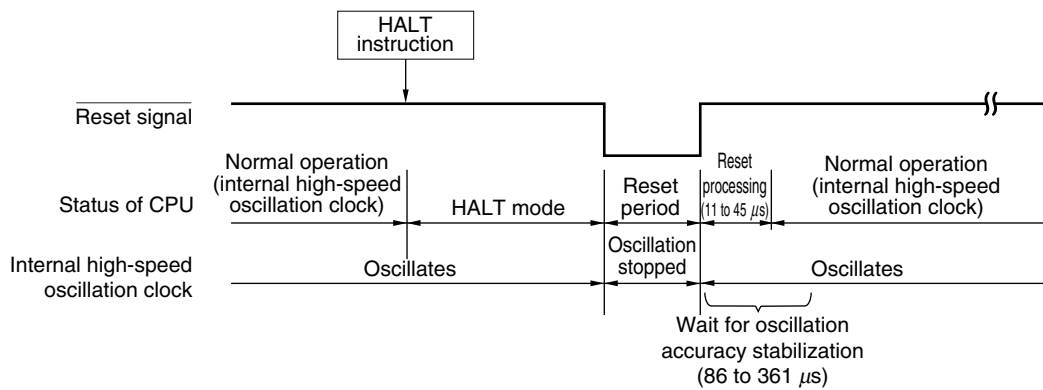 HALT
instruction
Reset signal
Status of CPU
Normal operation
(internal high-speed
oscillation clock)
HALT mode
Reset
period
Reset
processing
(11 to 45 μs)
Normal operation
(internal high-speed
oscillation clock)
Internal high-speed
oscillation clock
Oscillates
Oscillation
stopped
Oscillates
Wait for oscillation
accuracy stabilization
(86 to 361 μs)